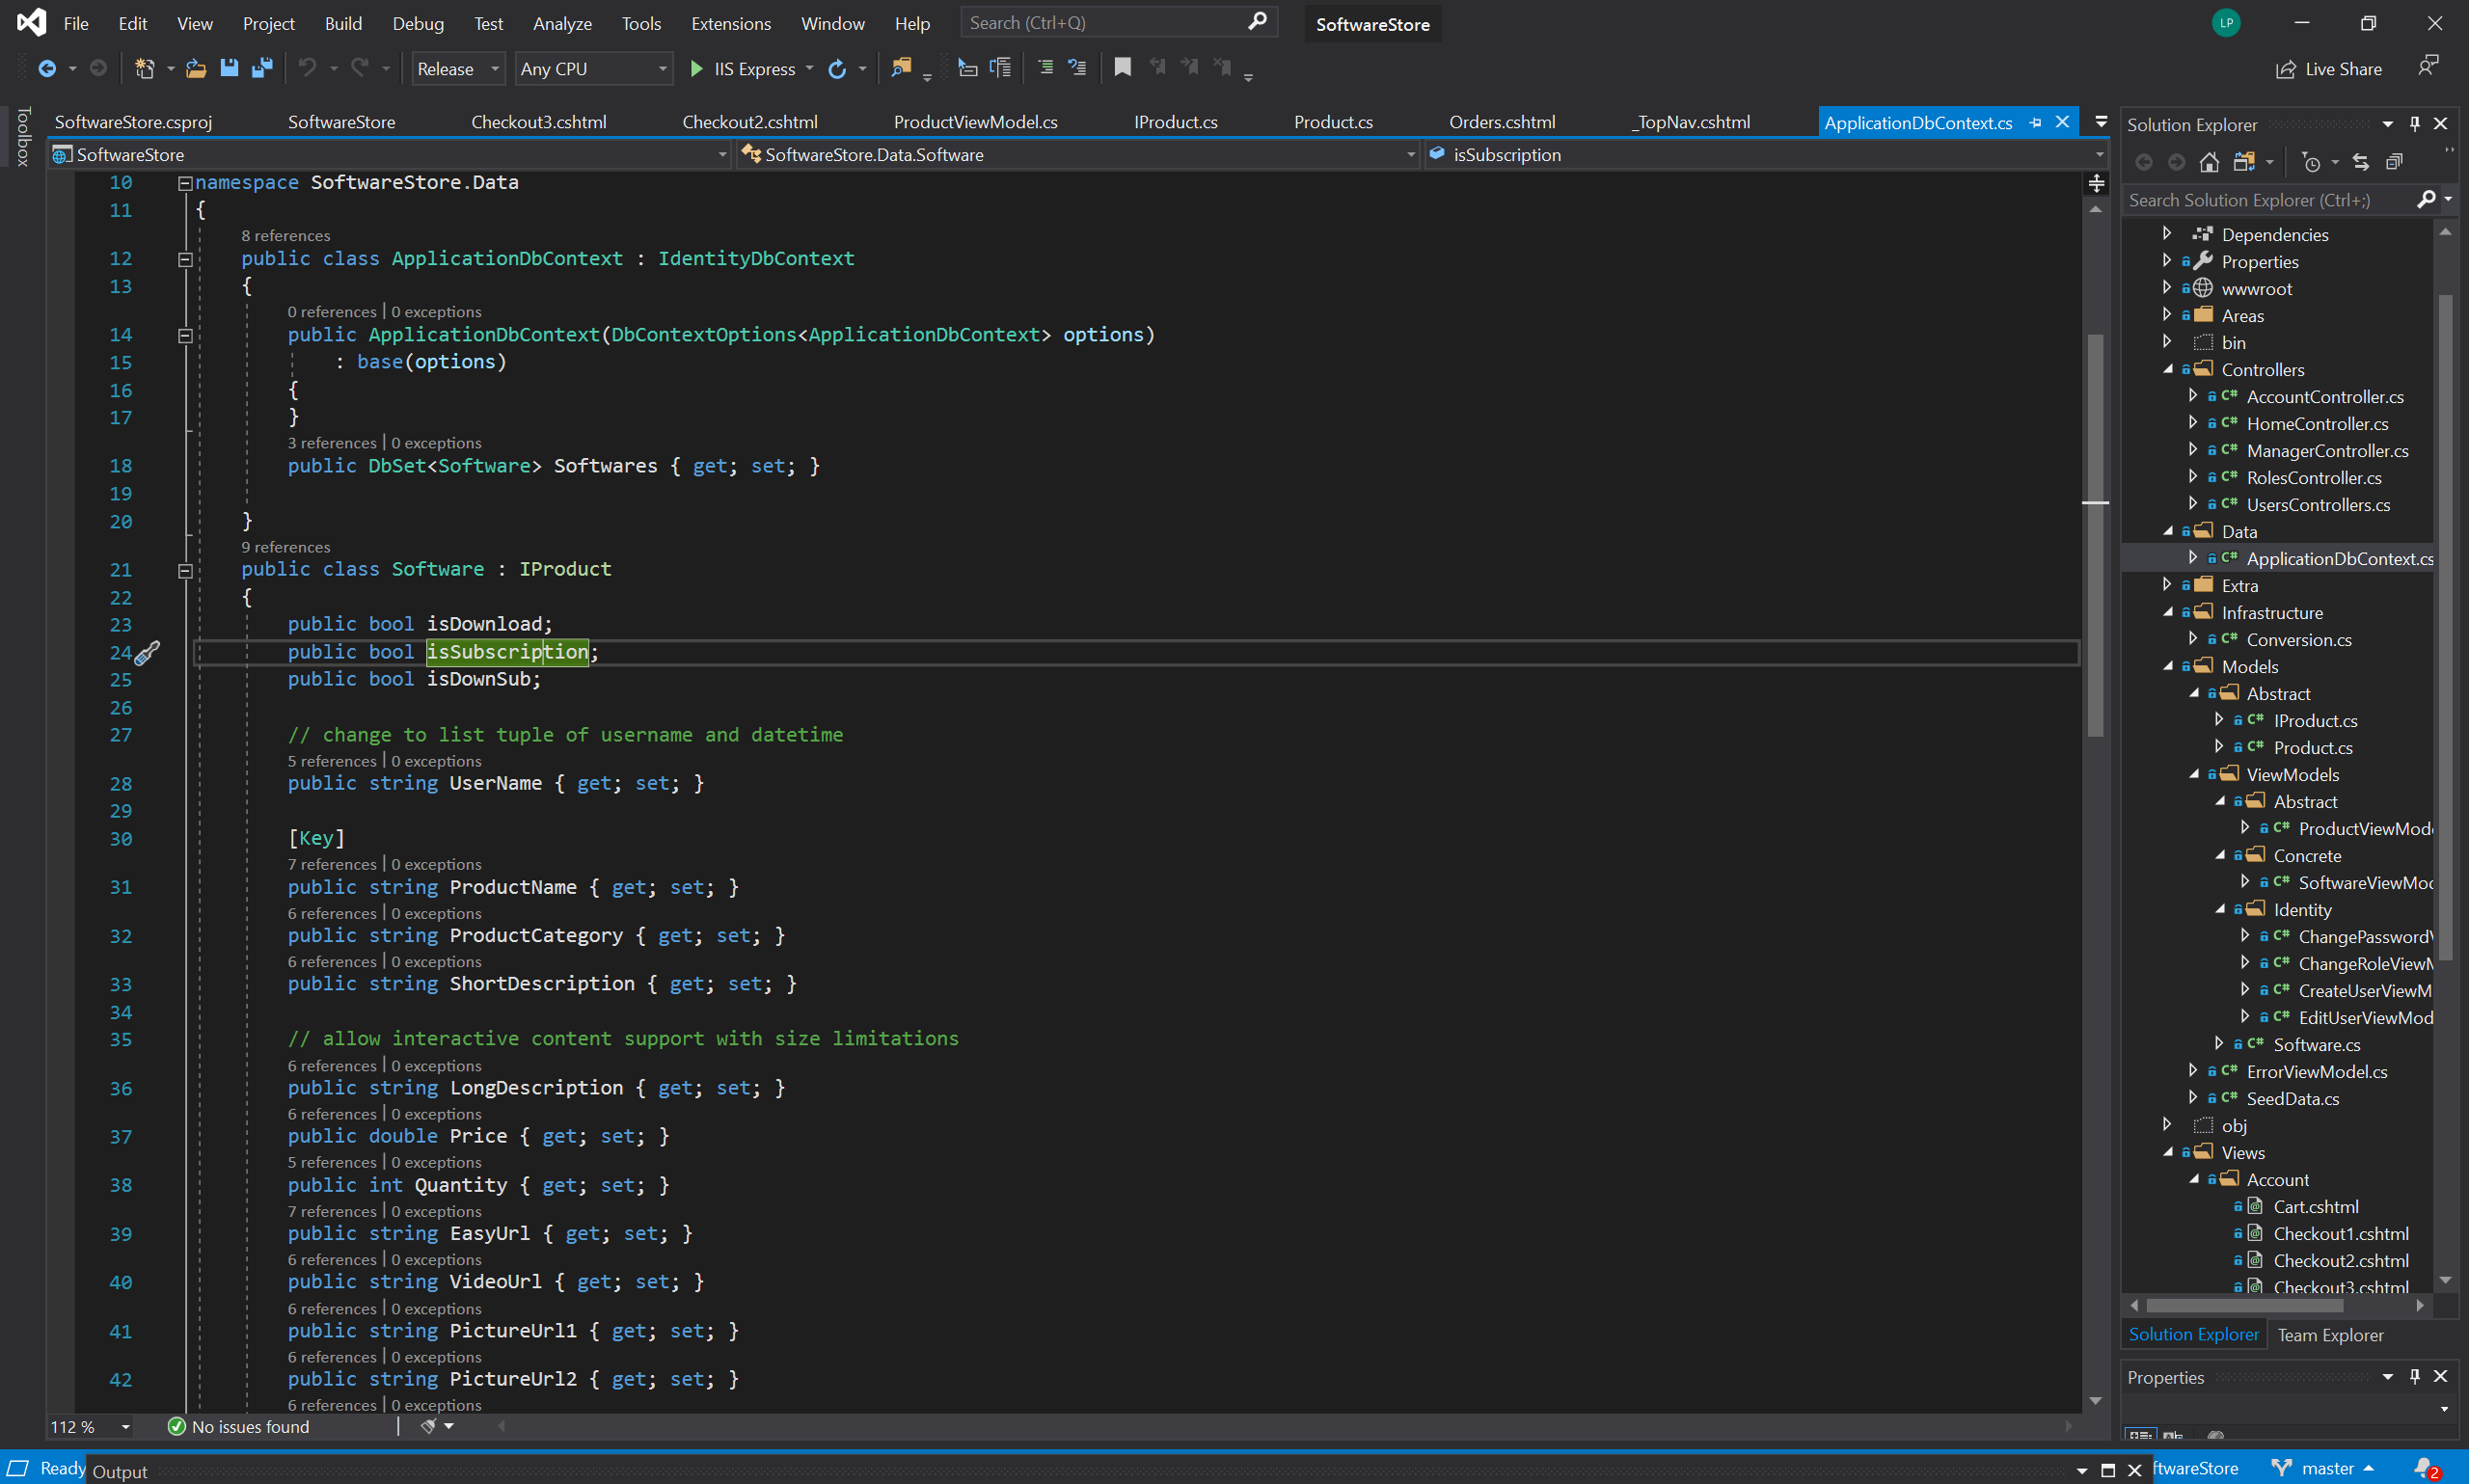 File Edit View Project Build Debug Test Analyze Tools Extensions Window Help Search (Ctrl+Q) SoftwareStore LP
Release Any CPU IIS Express Live Share
Toolbox
SoftwareStore.csproj SoftwareStore Checkout3.cshtml Checkout2.cshtml ProductViewModel.cs IProduct.cs Product.cs Orders.cshtml _TopNav.cshtml ApplicationDbContext.cs
SoftwareStore SoftwareStore.Data.Software isSubscription
10 namespace SoftwareStore.Data
11 {
8 references
12 public class ApplicationDbContext : IdentityDbContext
13 {
0 references | 0 exceptions
14 public ApplicationDbContext(DbContextOptions<ApplicationDbContext> options)
15 : base(options)
16 {
17 }
3 references | 0 exceptions
18 public DbSet<Software> Softwares { get; set; }
19
20 }
9 references
21 public class Software : IProduct
22 {
23 public bool isDownload;
24 public bool isSubscription;
25 public bool isDownSub;
26
27 // change to list tuple of username and datetime
5 references | 0 exceptions
28 public string UserName { get; set; }
29
30 [Key]
7 references | 0 exceptions
31 public string ProductName { get; set; }
6 references | 0 exceptions
32 public string ProductCategory { get; set; }
6 references | 0 exceptions
33 public string ShortDescription { get; set; }
34
35 // allow interactive content support with size limitations
6 references | 0 exceptions
36 public string LongDescription { get; set; }
6 references | 0 exceptions
37 public double Price { get; set; }
5 references | 0 exceptions
38 public int Quantity { get; set; }
7 references | 0 exceptions
39 public string EasyUrl { get; set; }
6 references | 0 exceptions
40 public string VideoUrl { get; set; }
6 references | 0 exceptions
41 public string PictureUrl1 { get; set; }
6 references | 0 exceptions
42 public string PictureUrl2 { get; set; }
6 references | 0 exceptions
112 % No issues found
Solution Explorer
Search Solution Explorer (Ctrl+;)
Dependencies
Properties
wwwroot
Areas
bin
Controllers
C# AccountController.cs
C# HomeController.cs
C# ManagerController.cs
C# RolesController.cs
C# UsersControllers.cs
Data
C# ApplicationDbContext.cs
Extra
Infrastructure
C# Conversion.cs
Models
Abstract
C# IProduct.cs
C# Product.cs
ViewModels
Abstract
C# ProductViewMode
Concrete
C# SoftwareViewMod
Identity
C# ChangePasswordV
C# ChangeRoleViewM
C# CreateUserViewM
C# EditUserViewMod
C# Software.cs
C# ErrorViewModel.cs
C# SeedData.cs
obj
Views
Account
Cart.cshtml
Checkout1.cshtml
Checkout2.cshtml
Checkout3.cshtml
Solution Explorer Team Explorer
Properties
Ready Output ftwareStore master 2